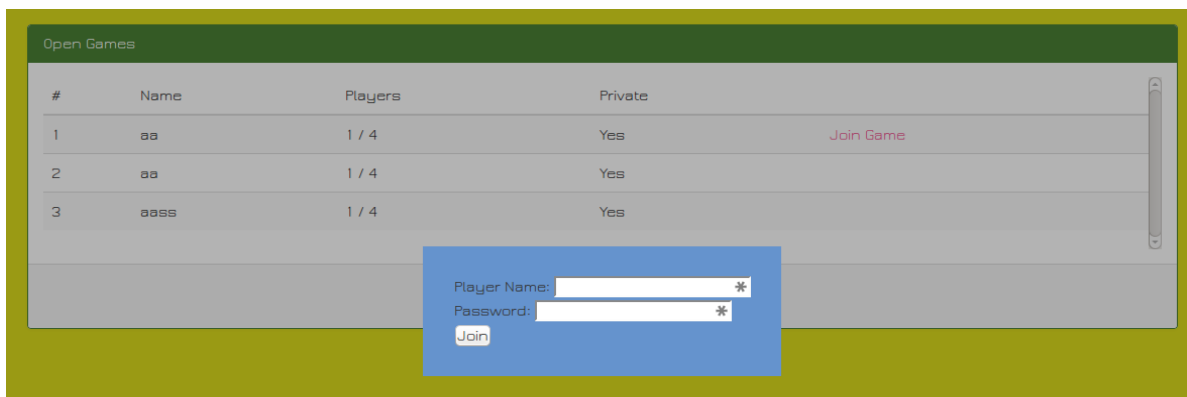 Open Games
# Name Players Private
1 aa 1 / 4 Yes Join Game
2 aa 1 / 4 Yes
3 aass 1 / 4 Yes
Player Name: *
Password: *
Join